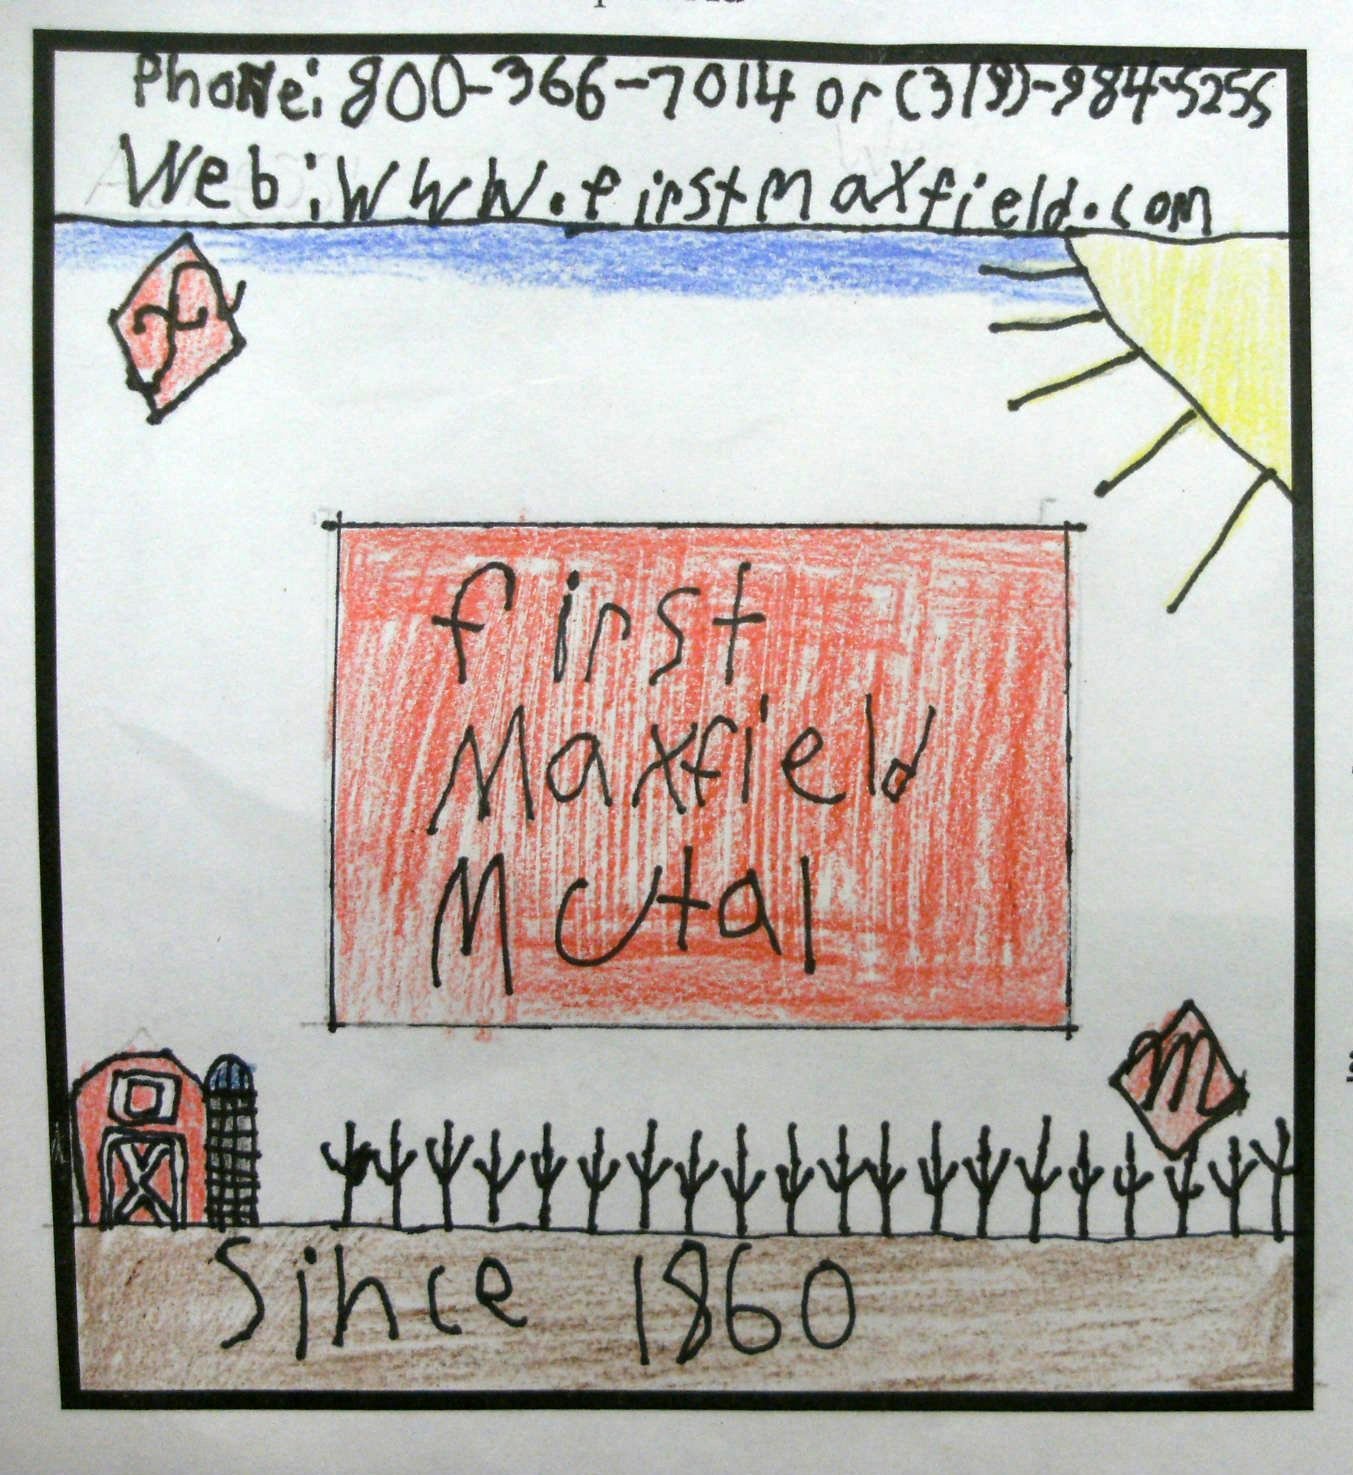 Phone: 800-366-7014 or (319)-984-5255
Web: www.firstmaxfield.com
F
first
Maxfield
Mutal
M
Since 1860